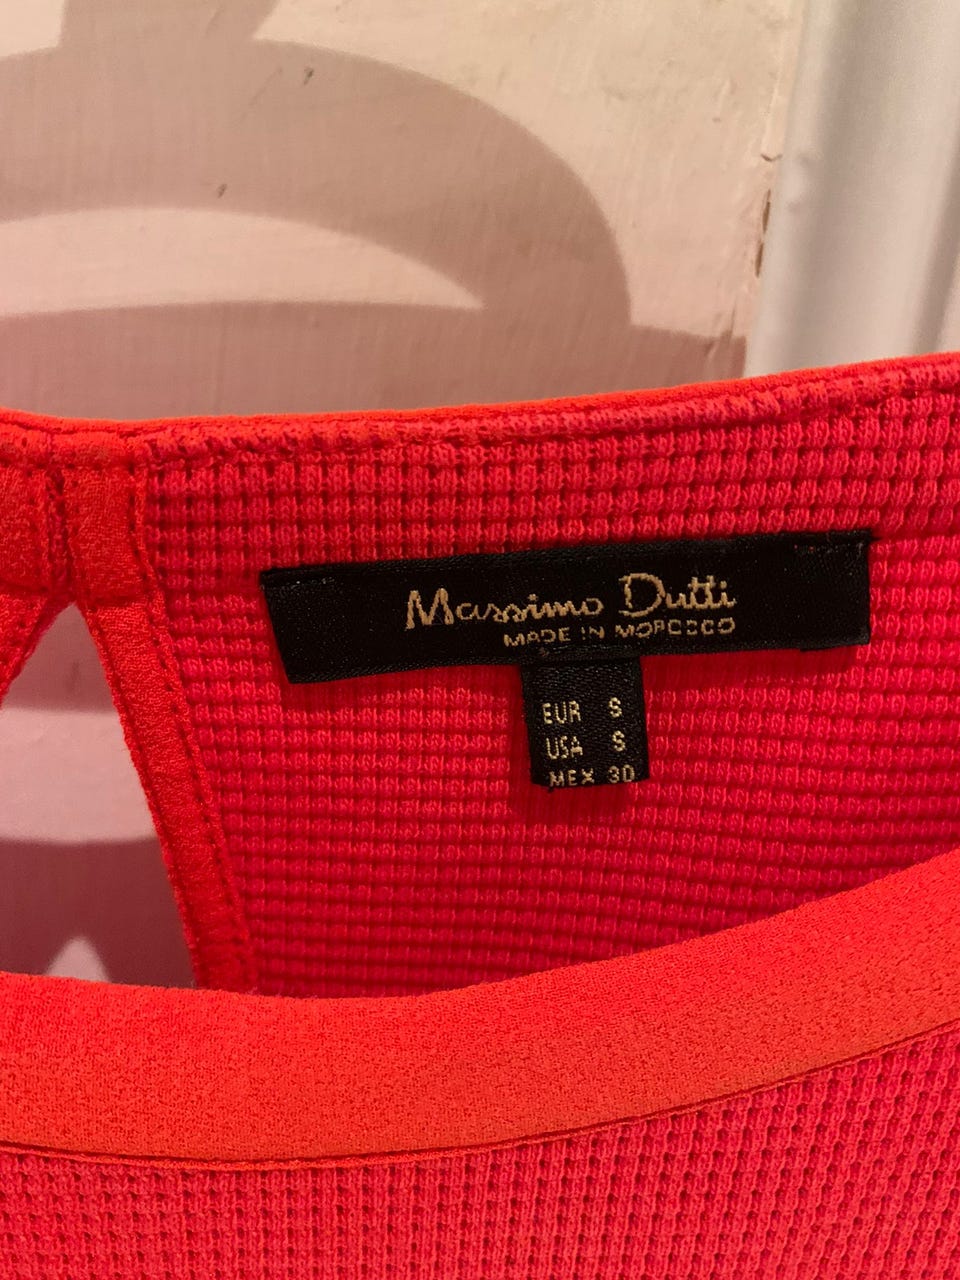 Massimo Dutti
MADE IN MOROCCO
EUR S
USA S
MEX 30